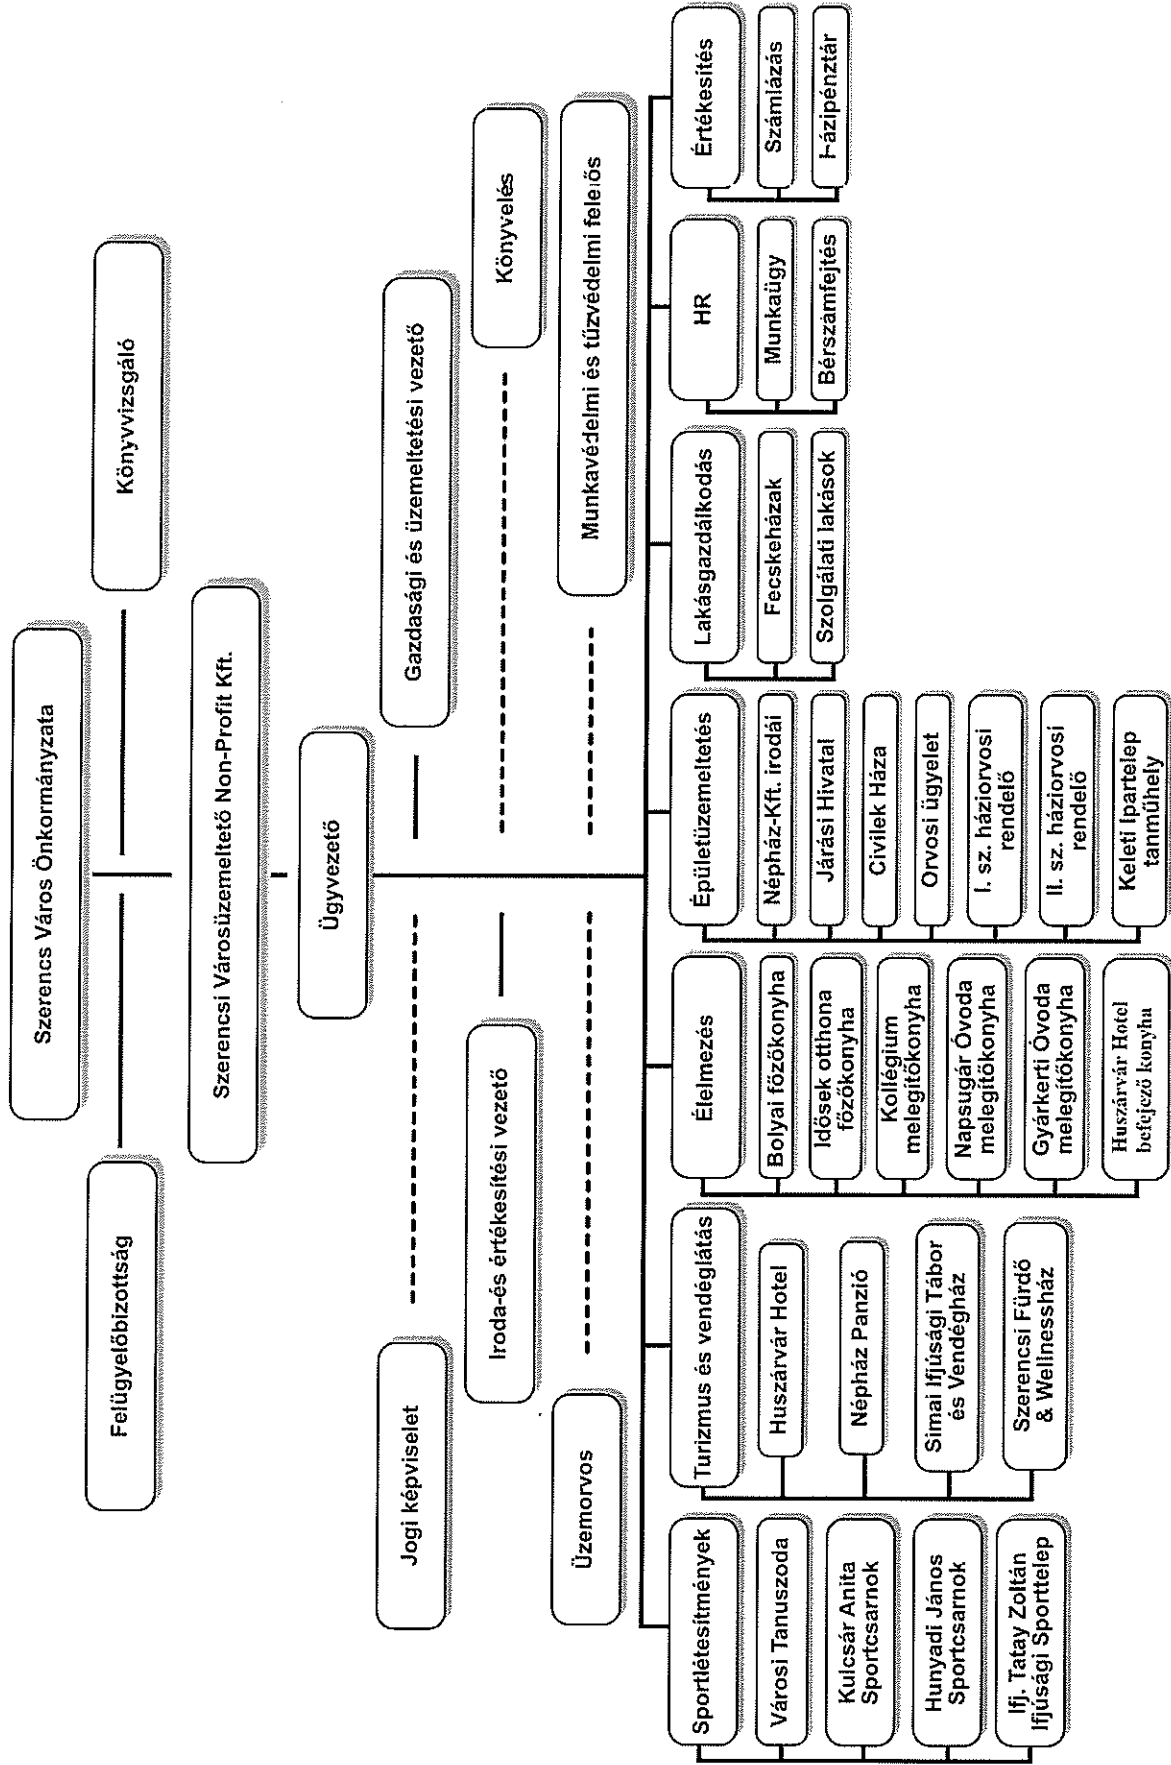 Szerencs Város Önkormányzata
Felügyelőbizottság
Könyvvizsgáló
Szerencsi Városüzemeltető Non-Profit Kft.
Ügyvezető
Jogi képviselet
Gazdasági és üzemeltetési vezető
Iroda-és értékesítési vezető
Könyvelés
Üzemorvos
Munkavédelmi és tűzvédelmi felelős
Sportlétesítmények
Városi Tanuszoda
Kulcsár Anita
Sportcsarnok
Hunyadi János
Sportcsarnok
Ifj. Tatay Zoltán
Ifjúsági Sporttelep
Turizmus és vendéglátás
Huszárvár Hotel
Népház Panzió
Simai Ifjúsági Tábor
és Vendégház
Szerencsi Fürdő
& Wellnessház
Élelmezés
Bolyai főzőkonyha
Idősek otthona
főzőkonyha
Kollégium
melegítőkonyha
Napsugár Óvoda
melegítőkonyha
Gyárkerti Óvoda
melegítőkonyha
Huszárvár Hotel
befejező konyha
Épületüzemeltetés
Népház-Kft. irodái
Járási Hivatal
Civilek Háza
Orvosi ügyelet
I. sz. háziorvosi
rendelő
II. sz. háziorvosi
rendelő
Keleti Ipartelep
tanműhely
Lakásgazdálkodás
Fecskeházak
Szolgálati lakások
HR
Munkaügy
Bérszámfejtés
Értékesítés
Számlázás
Házipénztár